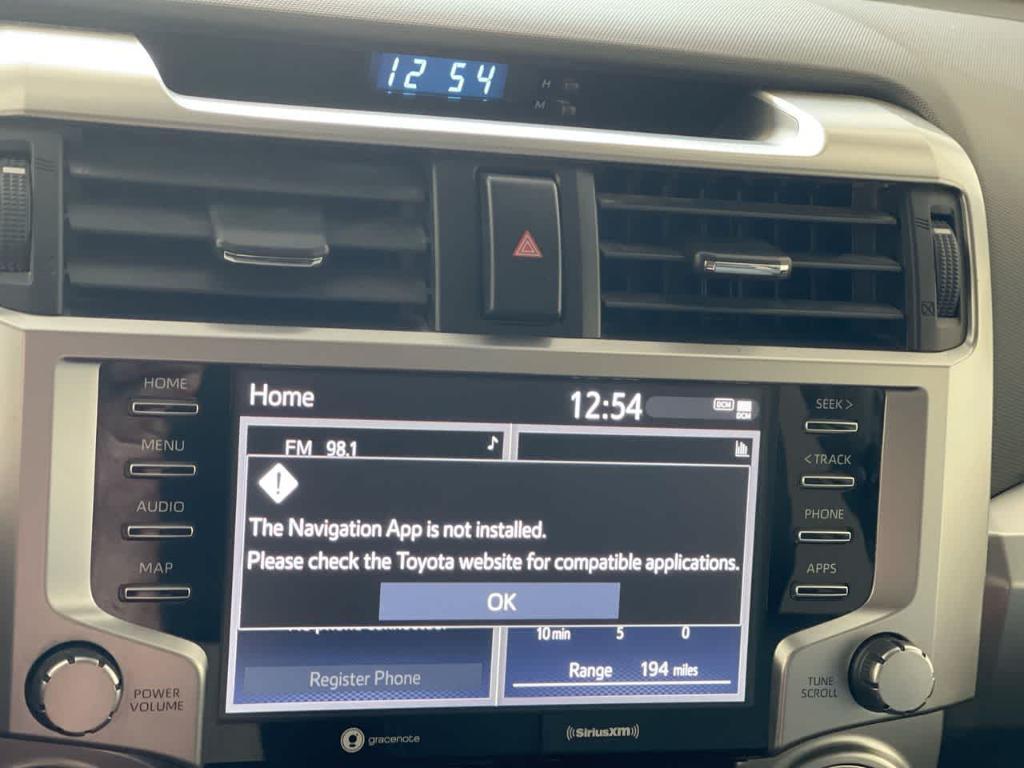 12 54
H
M
HOME
MENU
AUDIO
MAP
POWER
VOLUME
Home
12:54
DCM
DCM
FM 98.1
!
The Navigation App is not installed.
Please check the Toyota website for compatible applications.
OK
Register Phone
10 min 5 0
Range 194 miles
gracenote
((SiriusXM))
SEEK >
< TRACK
PHONE
APPS
TUNE
SCROLL